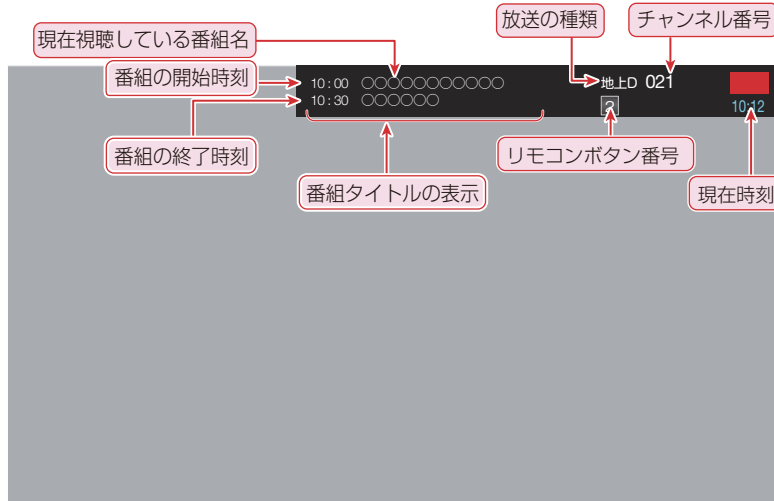 放送の種類
チャンネル番号
現在視聴している番組名
番組の開始時刻
10:00 ○○○○○○○○○○○
地上D 021
10:30 ○○○○○○
2
10:12
番組の終了時刻
リモコンボタン番号
番組タイトルの表示
現在時刻